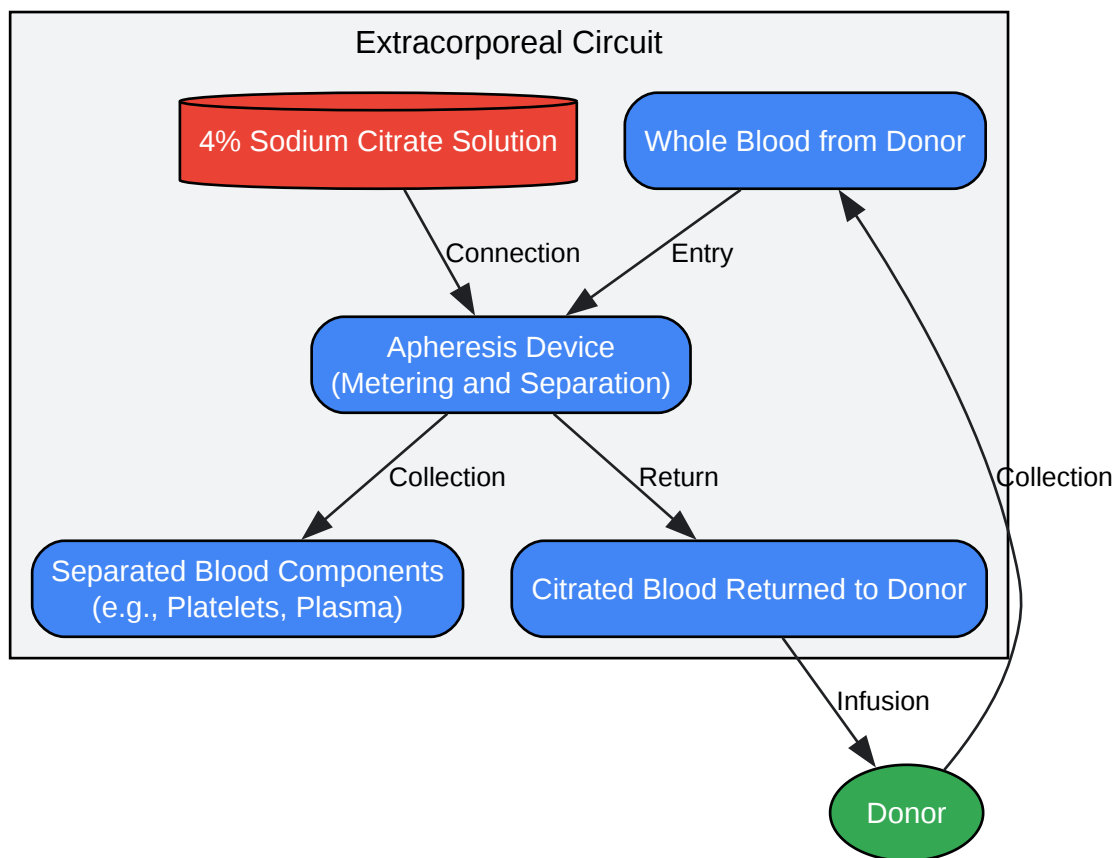 Extracorporeal Circuit
4% Sodium Citrate Solution
Whole Blood from Donor
Connection
Entry
Apheresis Device
(Metering and Separation)
Collection
Return
Collection
Separated Blood Components
(e.g., Platelets, Plasma)
Citrated Blood Returned to Donor
Infusion
Donor